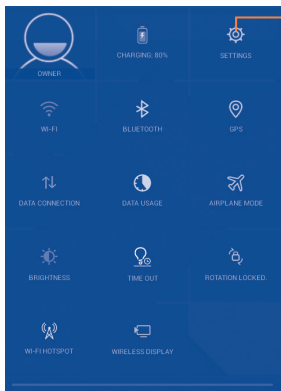 CHARGING: 80%
SETTINGS
OWNER
WI-FI
BLUETOOTH
GPS
DATA CONNECTION
DATA USAGE
AIRPLANE MODE
BRIGHTNESS
TIME OUT
ROTATION LOCKED.
WI-FI HOTSPOT
WIRELESS DISPLAY